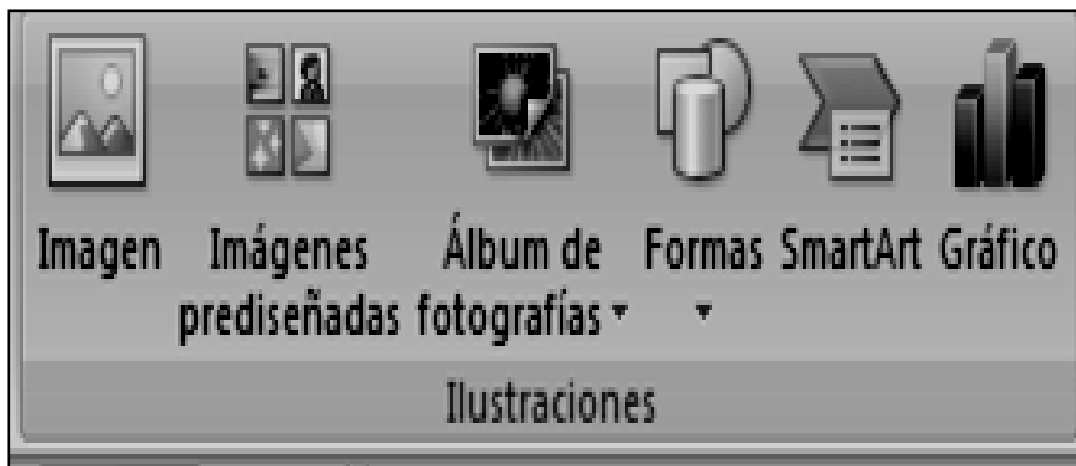 Imagen Imágenes Álbum de Formas SmartArt Gráfico
prediseñadas fotografías
Ilustraciones